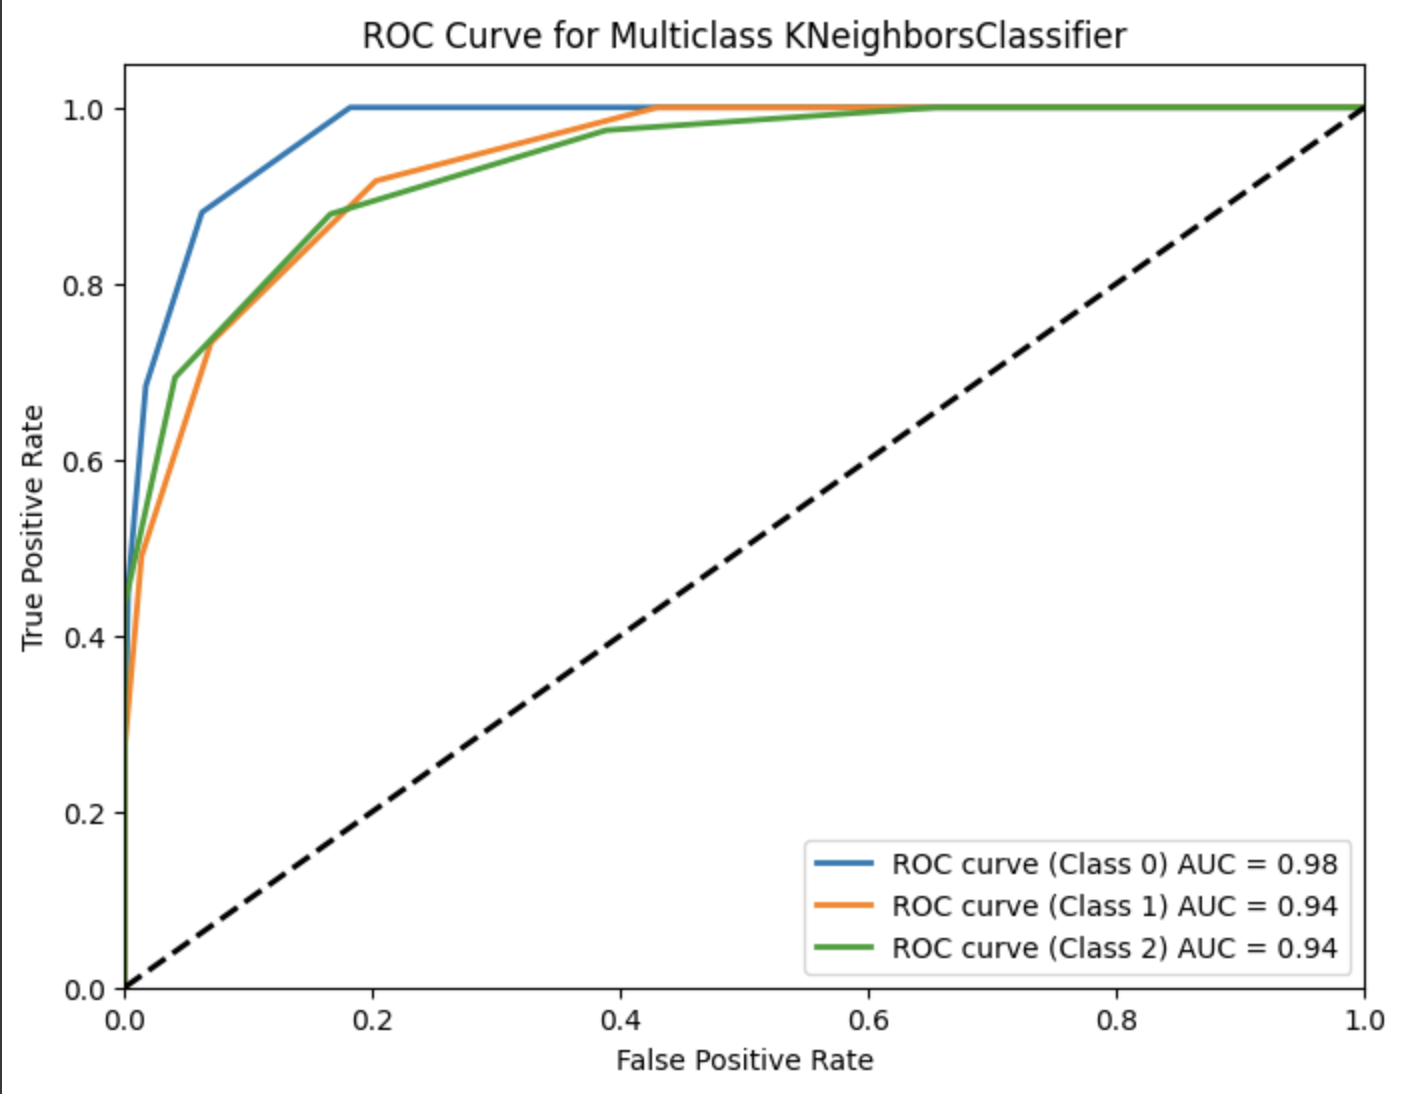 ROC Curve for Multiclass KNeighborsClassifier
True Positive Rate
1.0
0.8
0.6
0.4
0.2
0.0
ROC curve (Class 0) AUC = 0.98
ROC curve (Class 1) AUC = 0.94
ROC curve (Class 2) AUC = 0.94
0.0 0.2 0.4 0.6 0.8 1.0
False Positive Rate